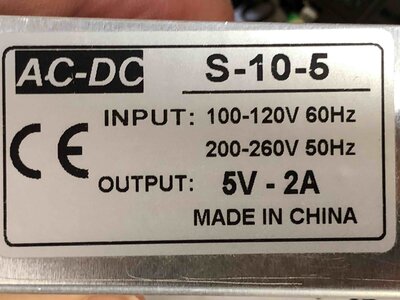 AC-DC S-10-5
INPUT: 100-120V 60Hz
200-260V 50Hz
CE
OUTPUT: 5V - 2A
MADE IN CHINA